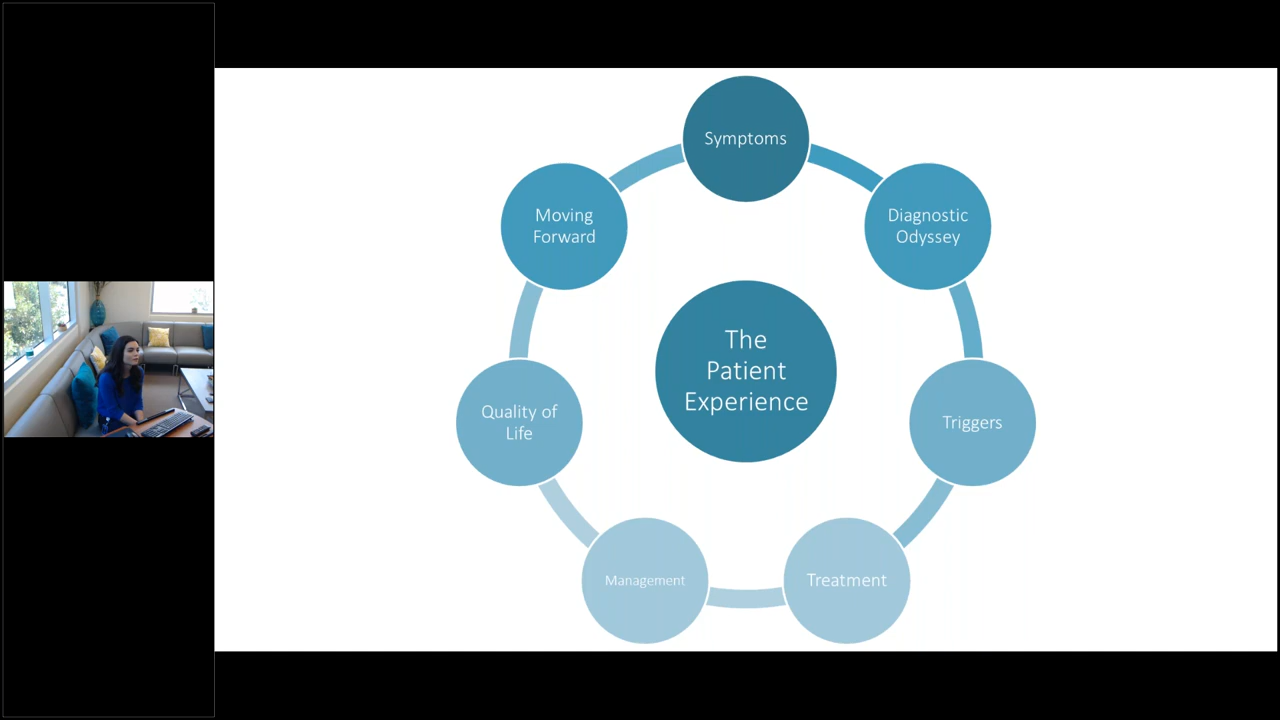 Symptoms
Diagnostic
Odyssey
Triggers
Treatment
Management
Quality of
Life
Moving
Forward
The
Patient
Experience